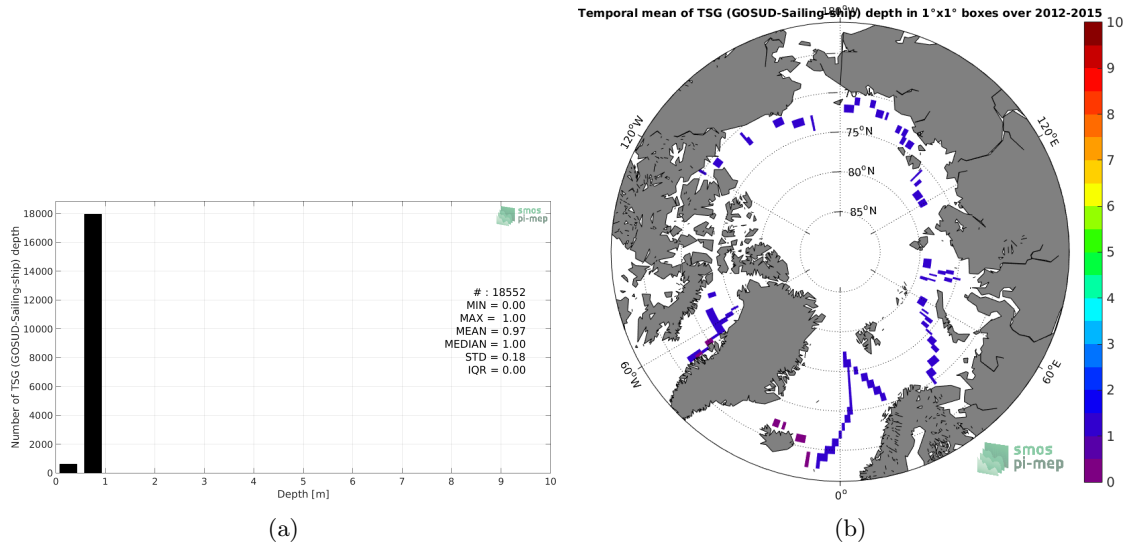 18000
16000
14000
12000
10000
8000
6000
4000
2000
0
Number of TSG (GOSUD-Sailing-ship) depth
smos
pi-mep
# : 18552
MIN = 0.00
MAX = 1.00
MEAN = 0.97
MEDIAN = 1.00
STD = 0.18
IQR = 0.00
0 1 2 3 4 5 6 7 8 9 10
Depth [m]
(a)
Temporal mean of TSG (GOSUD-Sailing-ship) depth in 1°x1° boxes over 2012-2015
180°W
120°W
120°E
75°N
80°N
85°N
60°W
60°E
0°
smos
pi-mep
10
9
8
7
6
5
4
3
2
1
0
(b)